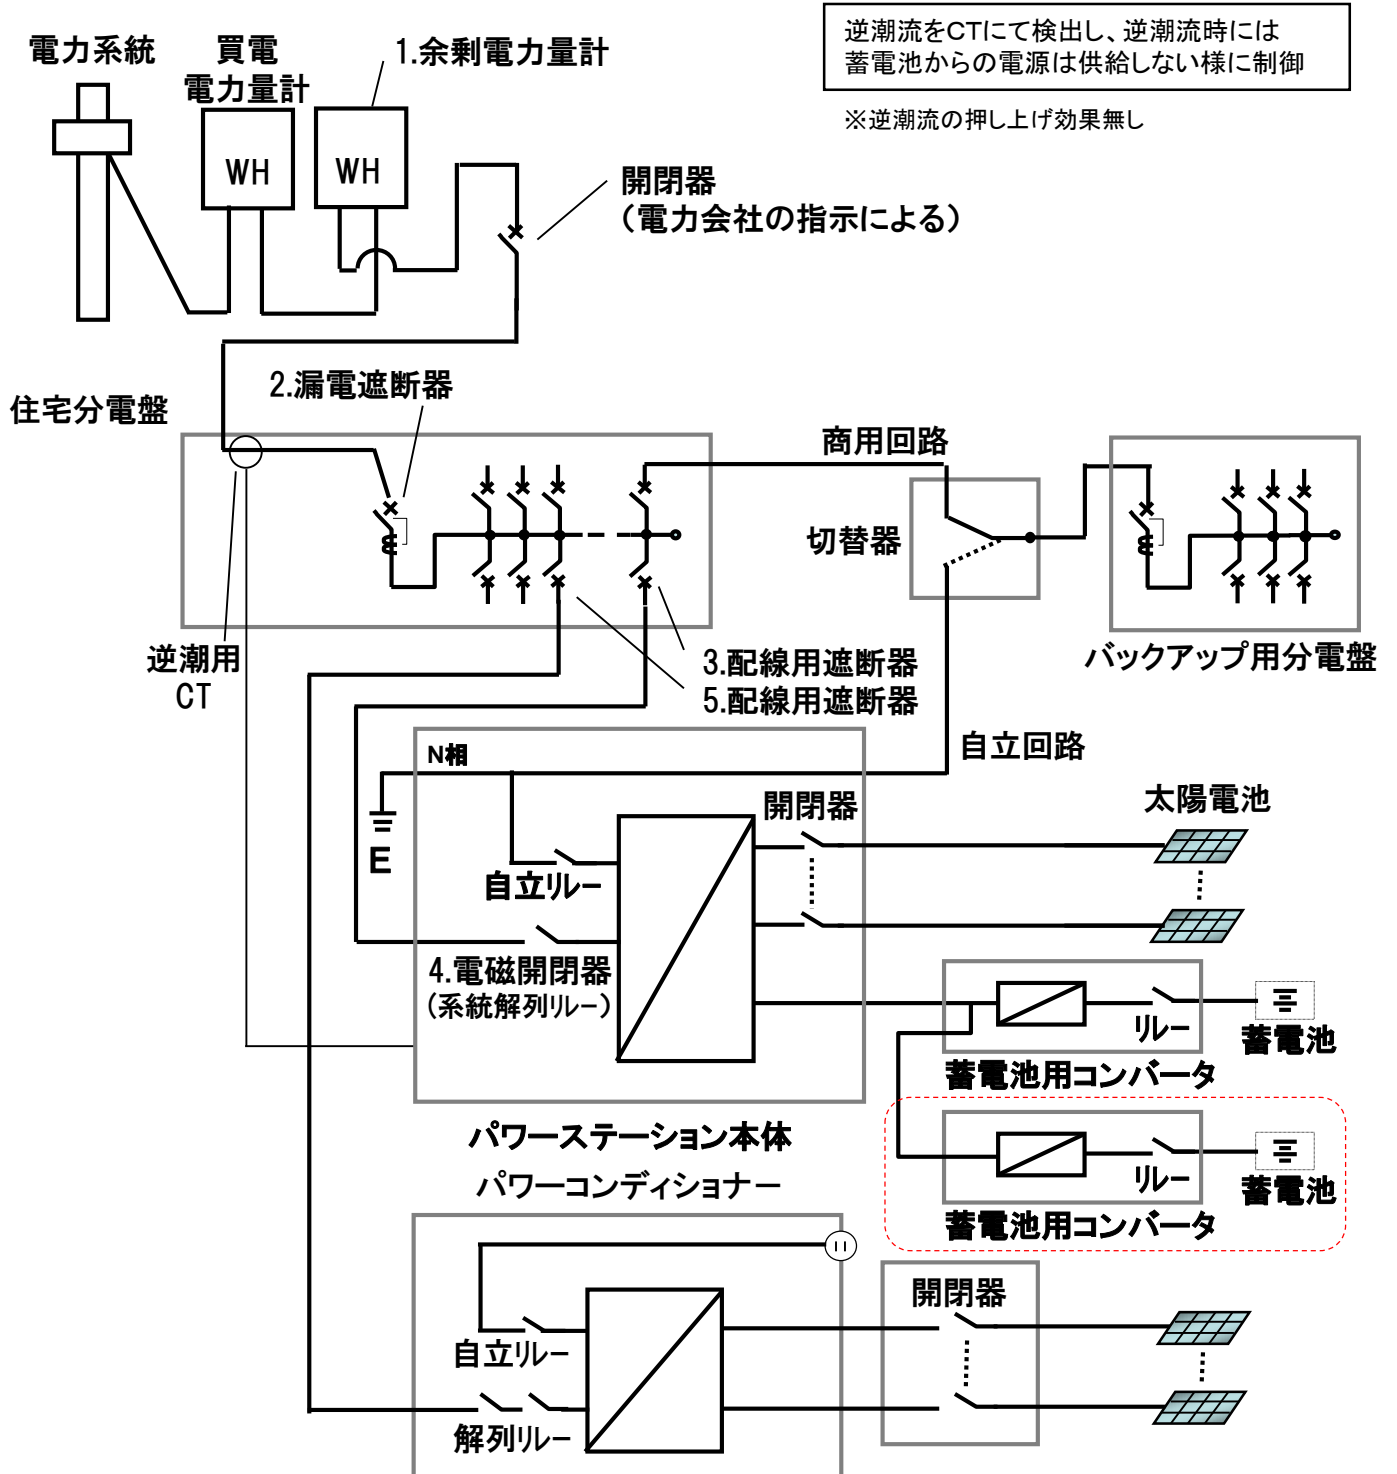 逆潮流をCTにて検出し、逆潮流時には
蓄電池からの電源は供給しない様に制御
※逆潮流の押し上げ効果無し
電力系統
買電
電力量計
1.余剰電力量計
WH
WH
開閉器
(電力会社の指示による)
住宅分電盤
2.漏電遮断器
商用回路
切替器
バックアップ用分電盤
逆潮用
CT
3.配線用遮断器
5.配線用遮断器
自立回路
N相
E
開閉器
太陽電池
自立リレー
4.電磁開閉器
(系統解列リレー)
リレー
蓄電池
蓄電池用コンバータ
パワーステーション本体
リレー
蓄電池
蓄電池用コンバータ
パワーコンディショナー
開閉器
自立リレー
解列リレー